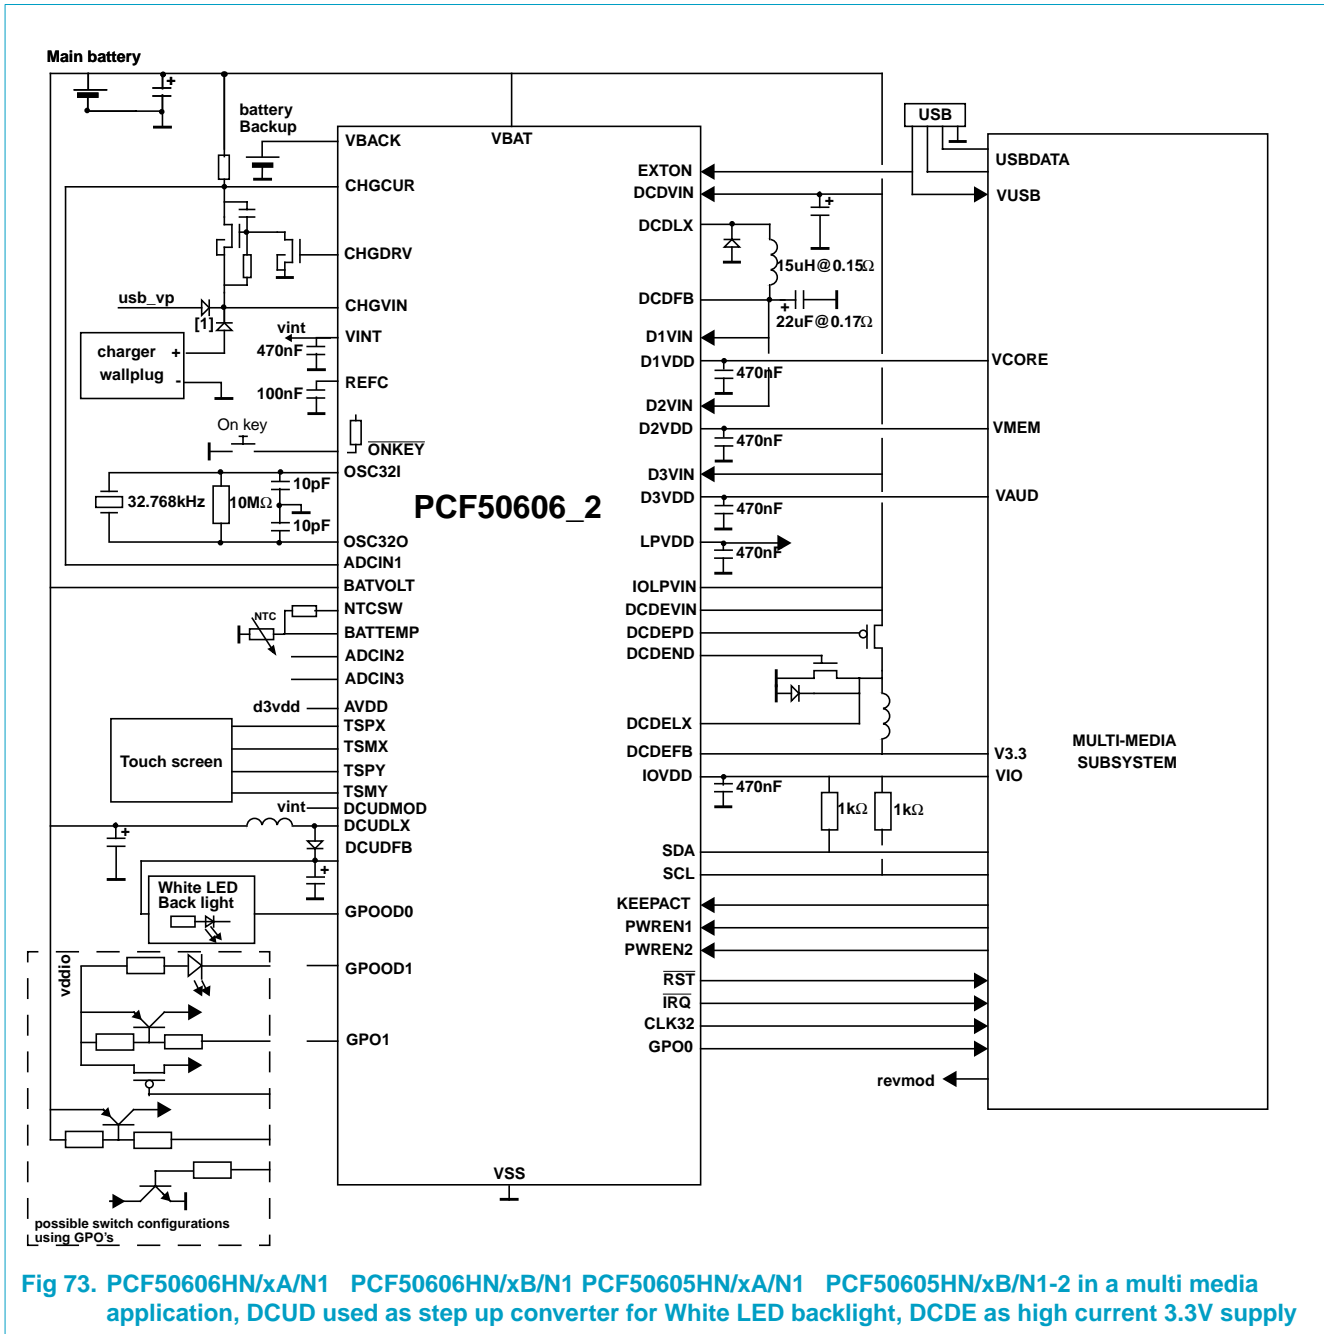 Main battery
battery
Backup
VBACK
VBAT
CHGCUR
CHGDRV
usb_vp
CHGVIN
[1]
vint
VINT
470nF
charger
wallplug
+
-
REFC
100nF
On key
ONKEY
OSC32I
10pF
32.768kHz
10MΩ
10pF
OSC32O
ADCIN1
BATVOLT
NTCSW
NTC
BATTEMP
ADCIN2
ADCIN3
d3vdd
AVDD
TSPX
TSMX
Touch screen
TSPY
TSMY
vint
DCUDMOD
DCUDLX
DCUDFB
White LED
Back light
GPOOD0
vddio
GPOOD1
GPO1
possible switch configurations
using GPO's
PCF50606_2
VSS
USB
EXTON
USBDATA
DCDVIN
VUSB
DCDLX
15uH@0.15Ω
DCDFB
22uF@0.17Ω
D1VIN
D1VDD
VCORE
470nF
D2VIN
D2VDD
VMEM
470nF
D3VIN
D3VDD
VAUD
470nF
LPVDD
470nF
IOLPVIN
DCDEVIN
DCDEPD
DCDEND
DCDELX
DCDEFB
V3.3
IOVDD
VIO
470nF
1kΩ
1kΩ
MULTI-MEDIA
SUBSYSTEM
SDA
SCL
KEEPACT
PWREN1
PWREN2
RST
IRQ
CLK32
GPO0
revmod
Fig 73. PCF50606HN/xA/N1 PCF50606HN/xB/N1 PCF50605HN/xA/N1 PCF50605HN/xB/N1-2 in a multi media
application, DCUD used as step up converter for White LED backlight, DCDE as high current 3.3V supply